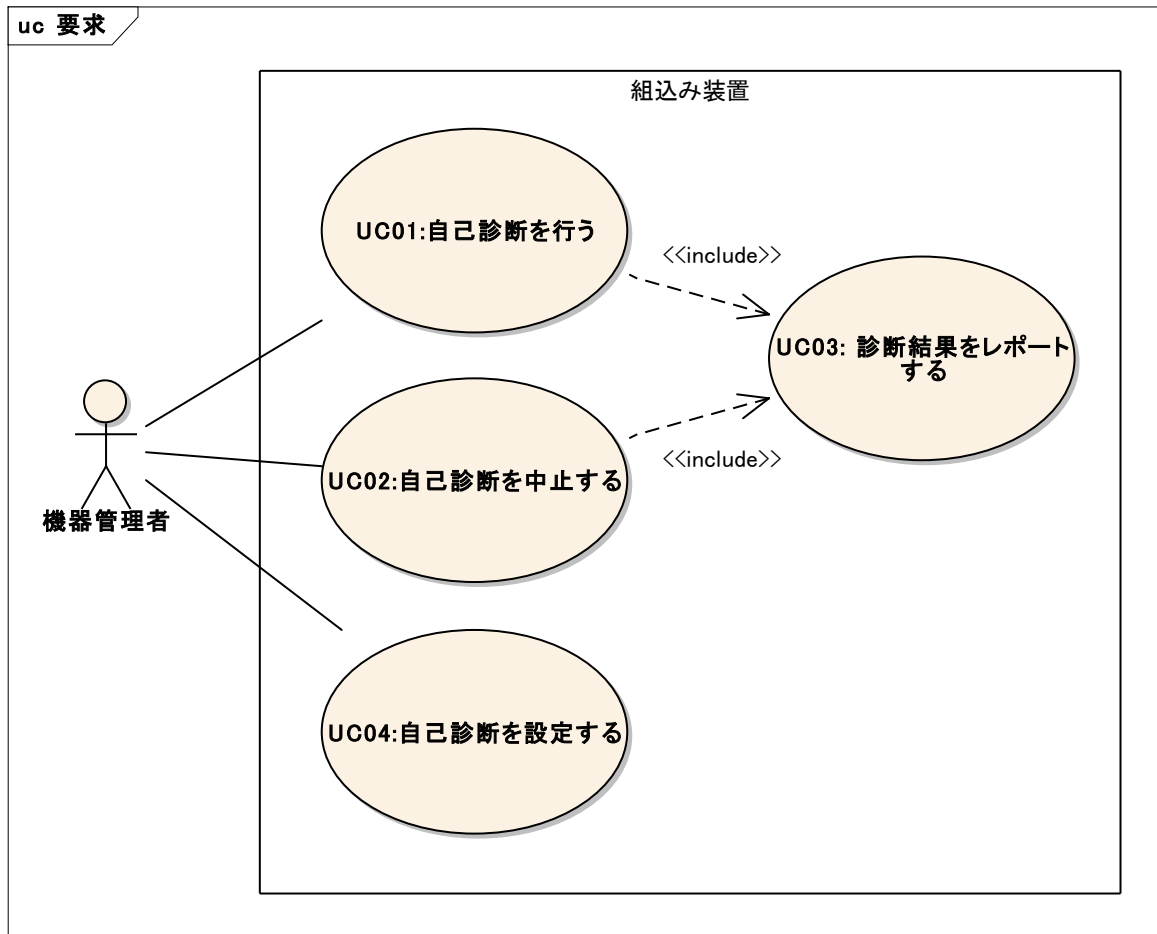 uc 要求
組込み装置
UC01:自己診断を行う
<<include>>
UC03: 診断結果をレポート
する
UC02:自己診断を中止する
<<include>>
機器管理者
UC04:自己診断を設定する